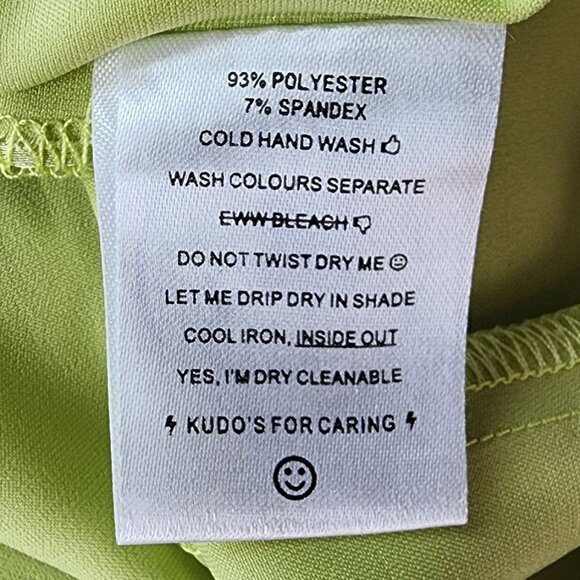 93% POLYESTER
7% SPANDEX
COLD HAND WASH
WASH COLOURS SEPARATE
EWW BLEACH
DO NOT TWIST DRY ME
LET ME DRIP DRY IN SHADE
COOL IRON, INSIDE OUT
YES, I'M DRY CLEANABLE
KUDO'S FOR CARING